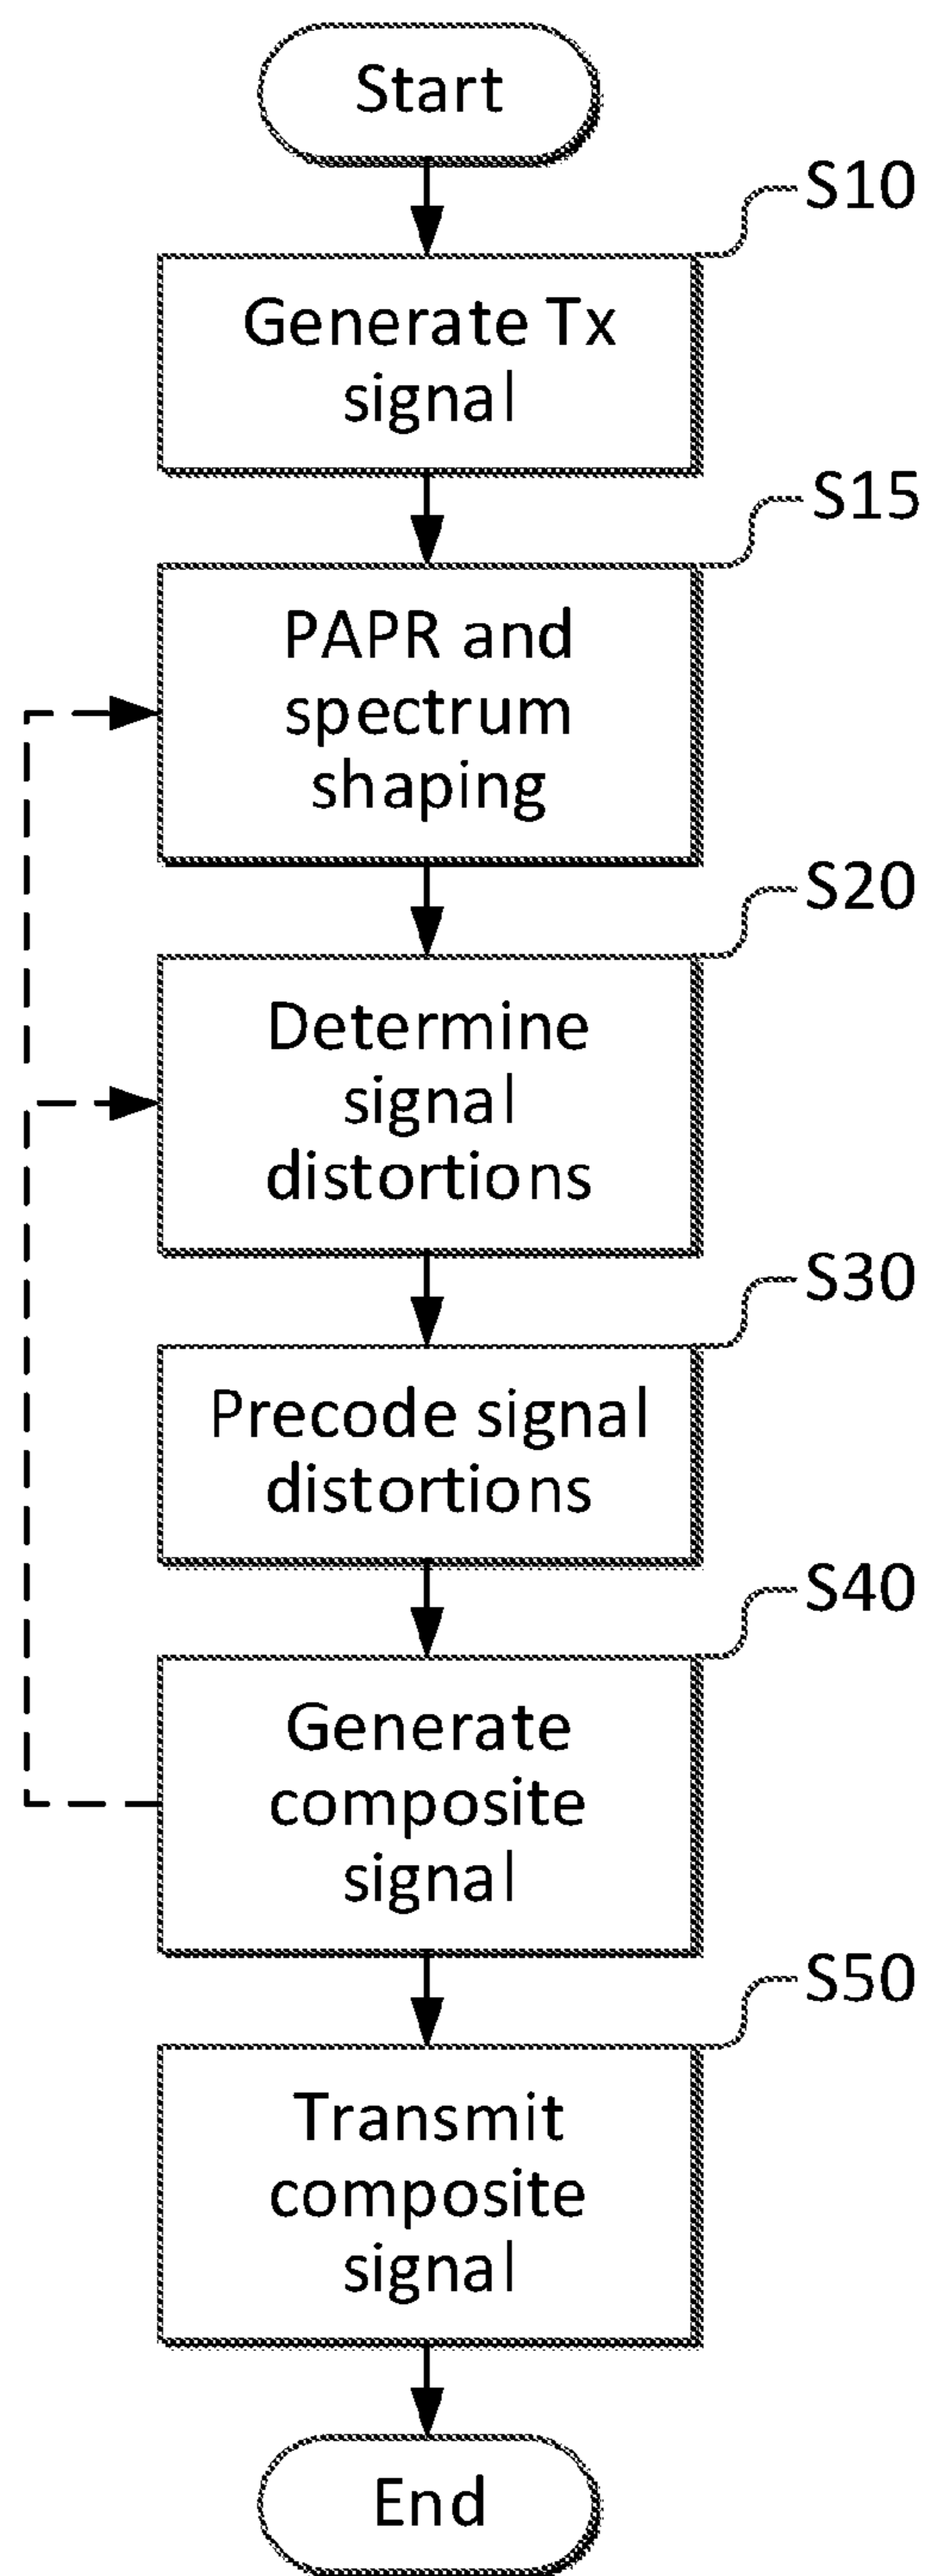 Start
S10
Generate Tx
signal
S15
PAPR and
spectrum
shaping
S20
Determine
signal
distortions
S30
Precode signal
distortions
S40
Generate
composite
signal
S50
Transmit
composite
signal
End